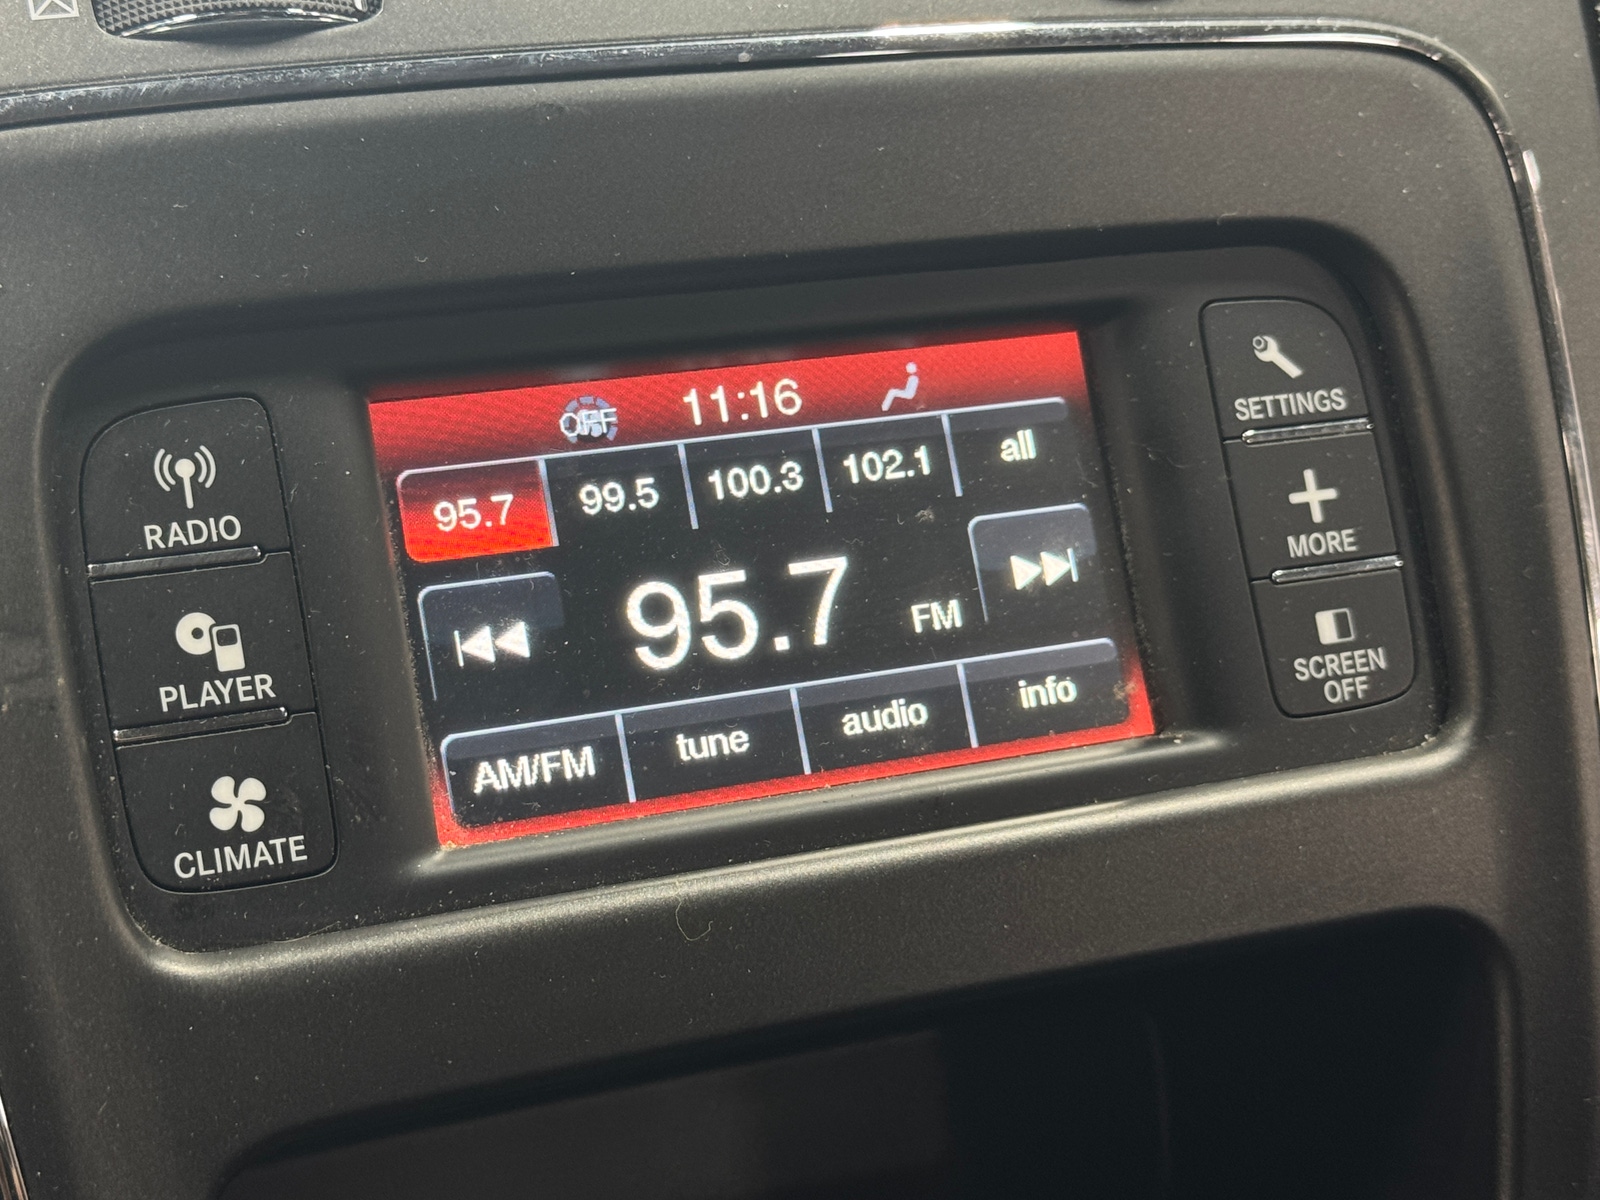 OFF 11:16
95.7 99.5 100.3 102.1 all
95.7 FM
AM/FM tune audio info
RADIO
PLAYER
CLIMATE
SETTINGS
MORE
SCREEN
OFF